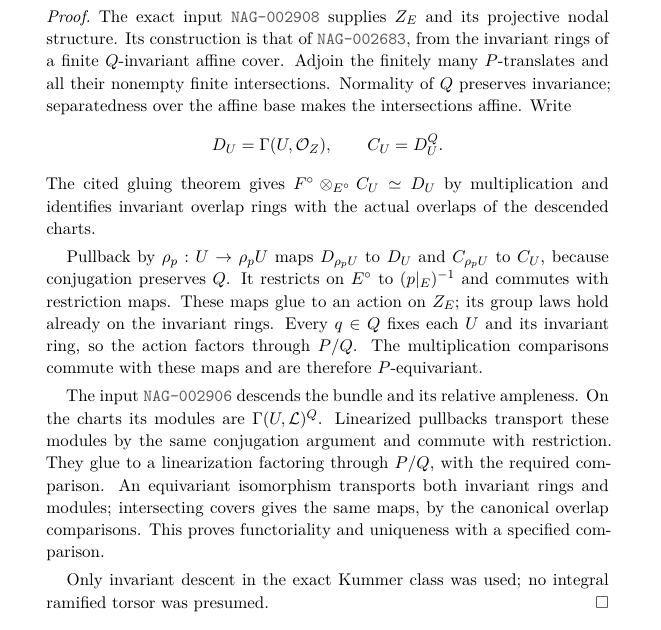 Proof. The exact input NAG-002908 supplies Z_E and its projective nodal
structure. Its construction is that of NAG-002683, from the invariant rings of
a finite Q-invariant affine cover. Adjoin the finitely many P-translates and
all their nonempty finite intersections. Normality of Q preserves invariance;
separatedness over the affine base makes the intersections affine. Write
D_U = Γ(U, O_Z), C_U = D_U^Q.
The cited gluing theorem gives F° ⊗_{E°} C_U ≃ D_U by multiplication and
identifies invariant overlap rings with the actual overlaps of the descended
charts.
Pullback by ρ_p : U → ρ_pU maps D_{ρ_pU} to D_U and C_{ρ_pU} to C_U, because
conjugation preserves Q. It restricts on E° to (p|_E)^{-1} and commutes with
restriction maps. These maps glue to an action on Z_E; its group laws hold
already on the invariant rings. Every q ∈ Q fixes each U and its invariant
ring, so the action factors through P/Q. The multiplication comparisons
commute with these maps and are therefore P-equivariant.
The input NAG-002906 descends the bundle and its relative ampleness. On
the charts its modules are Γ(U, L)^Q. Linearized pullbacks transport these
modules by the same conjugation argument and commute with restriction.
They glue to a linearization factoring through P/Q, with the required com-
parison. An equivariant isomorphism transports both invariant rings and
modules; intersecting covers gives the same maps, by the canonical overlap
comparisons. This proves functoriality and uniqueness with a specified com-
parison.
Only invariant descent in the exact Kummer class was used; no integral
ramified torsor was presumed. □